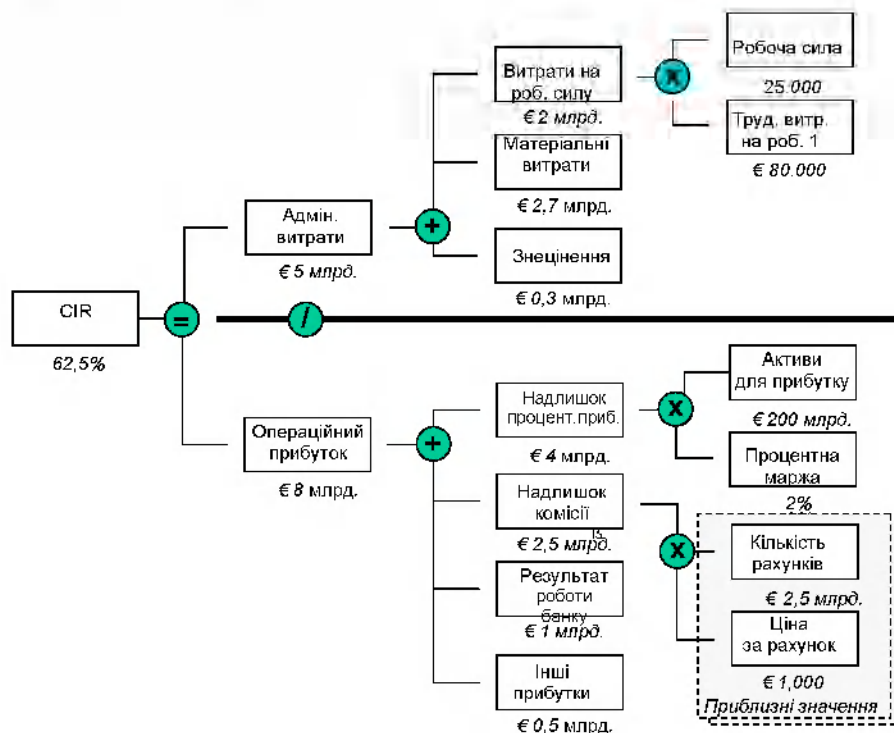 Робоча сила
25.000
Витрати на
роб. силу
x
€ 2 млрд.
Труд. витр.
на роб. 1
€ 80.000
Матеріальні
витрати
€ 2,7 млрд.
Адмін.
витрати
+
€ 5 млрд.
Знецінення
€ 0,3 млрд.
CIR
=
/
62,5%
Активи
для прибутку
€ 200 млрд.
Надлишок
процент.приб.
x
€ 4 млрд.
Операційний
прибуток
+
€ 8 млрд.
Процентна
маржа
2%
Надлишок
комісії
€ 2,5 млрд.
x
Кількість
рахунків
€ 2,5 млрд.
Результат
роботи
банку
€ 1 млрд.
Ціна
за рахунок
€ 1,000
Приблизні значення
Інші
прибутки
€ 0,5 млрд.